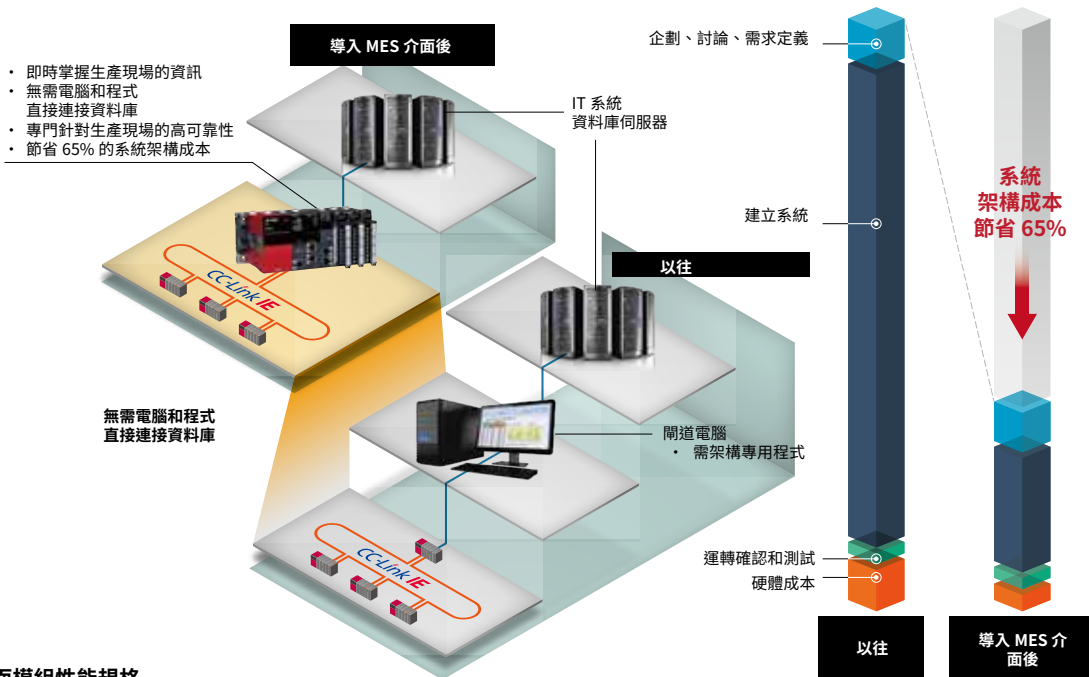 導入 MES 介面後
・ 即時掌握生產現場的資訊
・ 無需電腦和程式
直接連接資料庫
・ 專門針對生產現場的高可靠性
・ 節省 65% 的系統架構成本
IT 系統
資料庫伺服器
CC-Link IE
以往
無需電腦和程式
直接連接資料庫
閘道電腦
・ 需架構專用程式
CC-Link IE
企劃、討論、需求定義
建立系統
運轉確認和測試
硬體成本
系統
架構成本
節省 65%
以往
導入 MES 介
面後
面模組性能規格